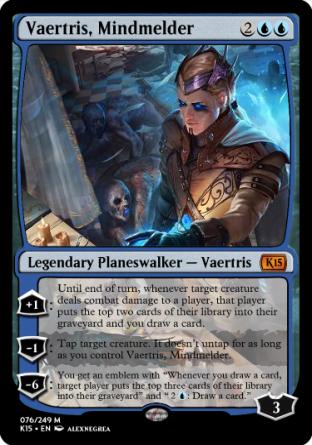 Vaertris, Mindmelder 2
Legendary Planeswalker — Vaertris K15
Until end of turn, whenever target creature
deals combat damage to a player, that player
+1: puts the top two cards of their library into their
graveyard and you draw a card.
-1: Tap target creature. It doesn't untap for as long
as you control Vaertris, Mindmelder.
You get an emblem with "Whenever you draw a card,
-6: target player puts the top three cards of their library
into their graveyard" and "2: Draw a card."
3
076/249 M
K15 • EN ALEXNEGREA